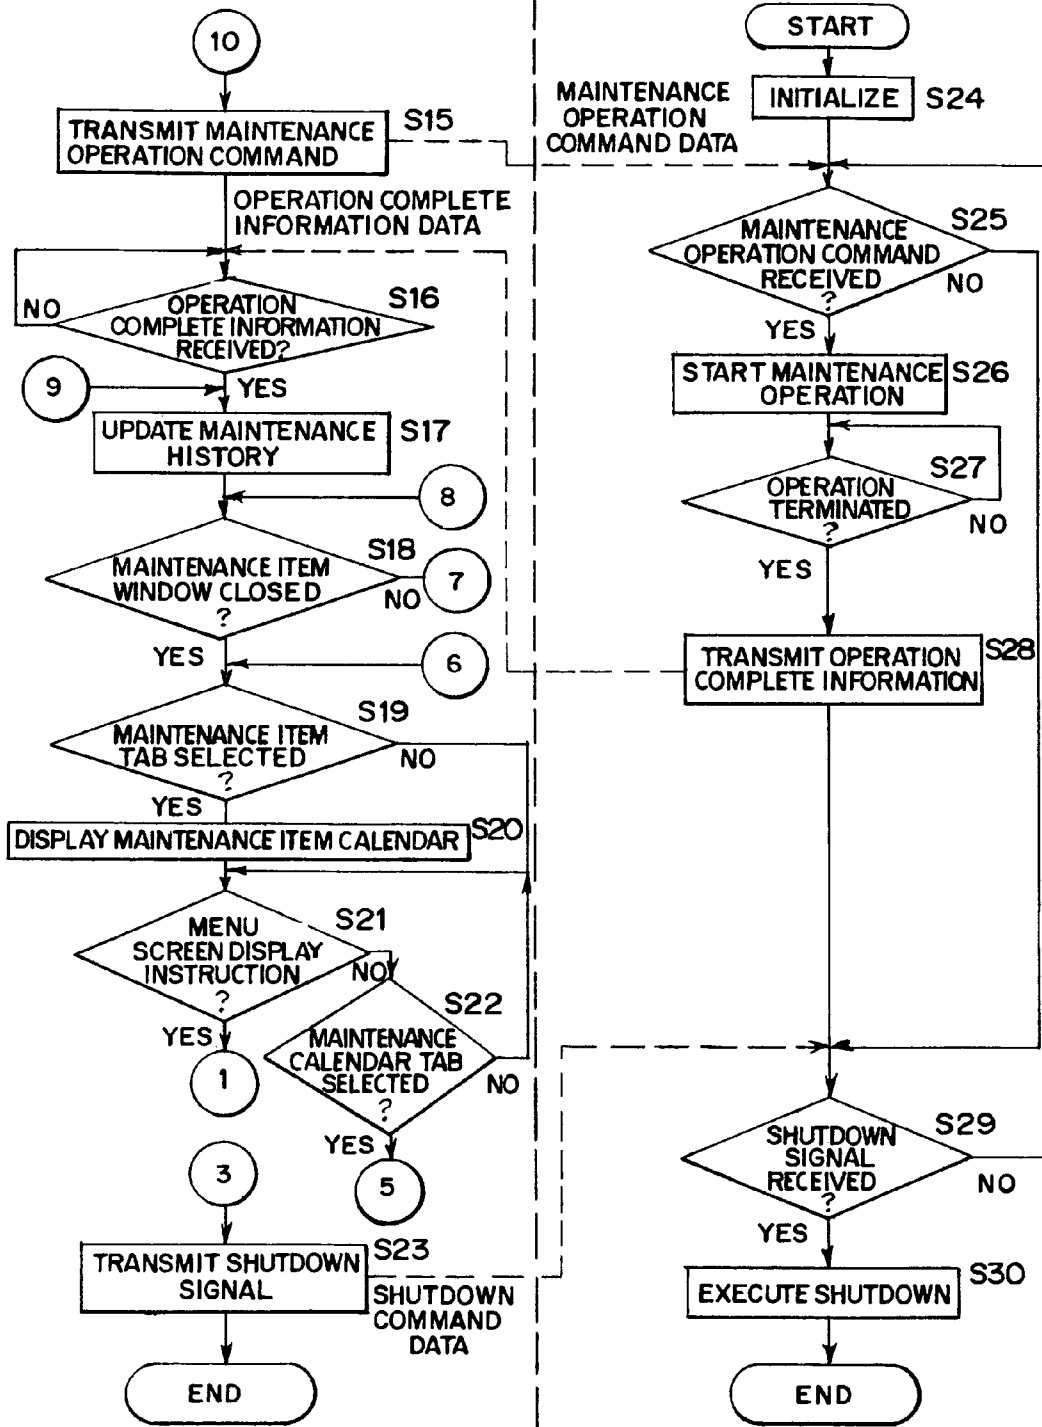 10
TRANSMIT MAINTENANCE
OPERATION COMMAND
S15
OPERATION COMPLETE
INFORMATION DATA
OPERATION
COMPLETE INFORMATION
RECEIVED?
S16
NO
YES
9
UPDATE MAINTENANCE
HISTORY
S17
8
MAINTENANCE ITEM
WINDOW CLOSED
?
S18
NO
7
YES
6
MAINTENANCE ITEM
TAB SELECTED
?
S19
NO
YES
DISPLAY MAINTENANCE ITEM CALENDAR
S20
MENU
SCREEN DISPLAY
INSTRUCTION
?
S21
NO
YES
1
MAINTENANCE
CALENDAR TAB
SELECTED
?
S22
NO
YES
5
3
TRANSMIT SHUTDOWN
SIGNAL
S23
SHUTDOWN
COMMAND
DATA
END
START
INITIALIZE
S24
MAINTENANCE
OPERATION
COMMAND DATA
MAINTENANCE
OPERATION COMMAND
RECEIVED
?
S25
NO
YES
START MAINTENANCE
OPERATION
S26
OPERATION
TERMINATED
?
S27
NO
YES
TRANSMIT OPERATION
COMPLETE INFORMATION
S28
SHUTDOWN
SIGNAL
RECEIVED
?
S29
NO
YES
EXECUTE SHUTDOWN
S30
END